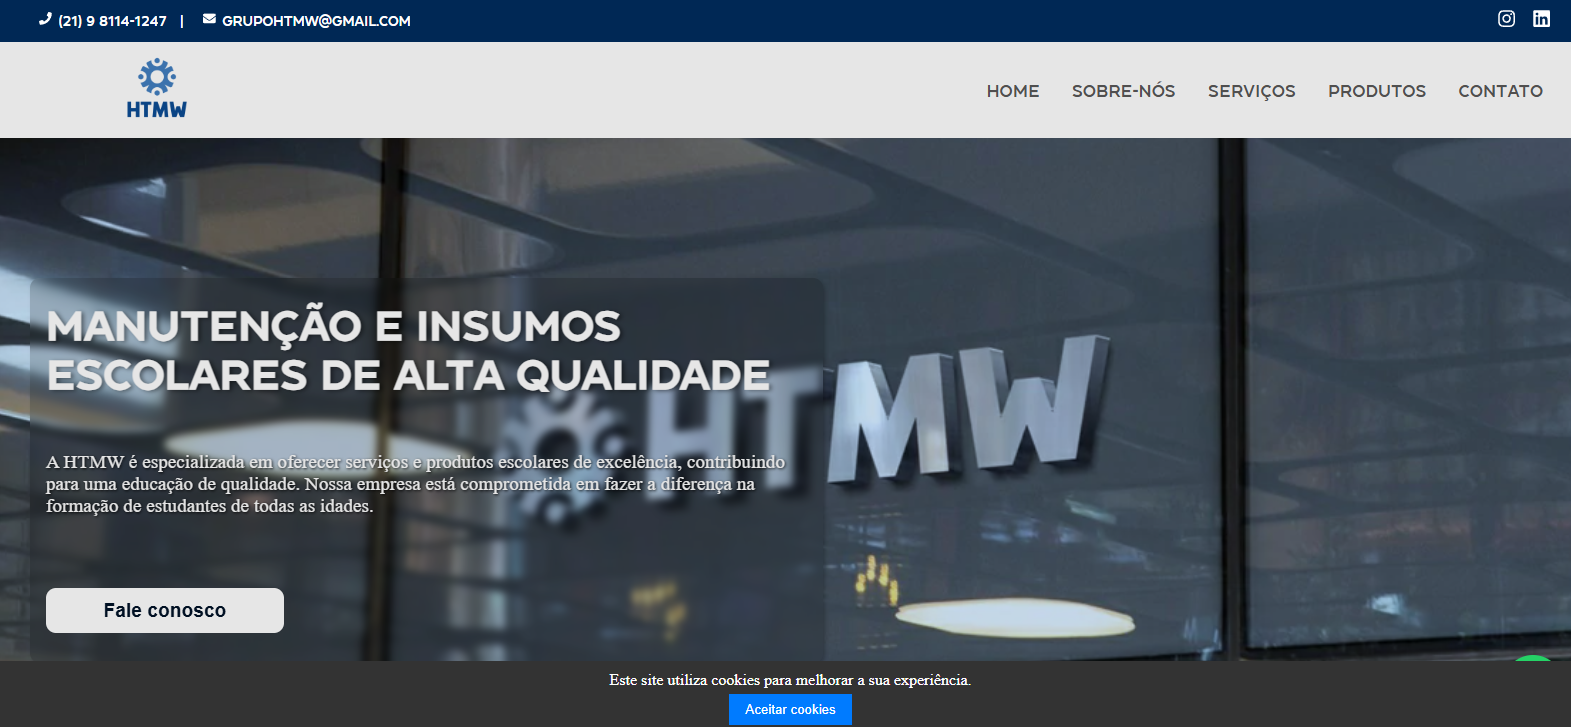 (21) 9 8114-1247 | GRUPOHTMW@GMAIL.COM
HTMW
HOME SOBRE-NÓS SERVIÇOS PRODUTOS CONTATO
MANUTENÇÃO E INSUMOS
ESCOLARES DE ALTA QUALIDADE
HTMW
A HTMW é especializada em oferecer serviços e produtos escolares de excelência, contribuindo
para uma educação de qualidade. Nossa empresa está comprometida em fazer a diferença na
formação de estudantes de todas as idades.
Fale conosco
Este site utiliza cookies para melhorar a sua experiência.
Aceitar cookies